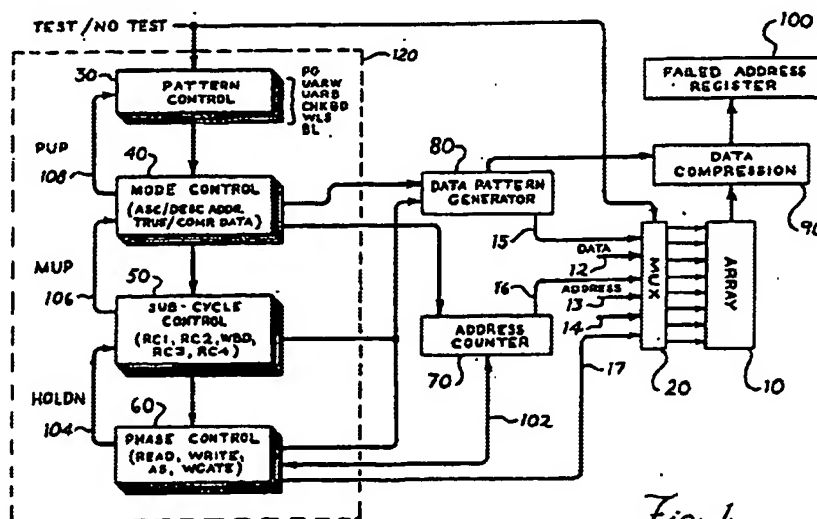 TEST/NO TEST
120
100
30
PATTERN
CONTROL
PG
UARW
UARB
CHKBD
WLS
BL
FAILED ADDRESS
REGISTER
PUP
108
40
80
MODE CONTROL
(ASC/DESC ADDR,
TRUE/COMP. DATA)
DATA PATTERN
GENERATOR
DATA
COMPRESSION
90
15
MUP
106
50
DATA
12
16
MUX
ARRAY
SUB-CYCLE
CONTROL
(RC1, RC2, WBD,
RC3, RC4)
ADDRESS
13
14
ADDRESS
COUNTER
70
17
20
10
HOLDN
104
60
PHASE CONTROL
(READ, WRITE,
AS, WGATE)
102
Fig. 1